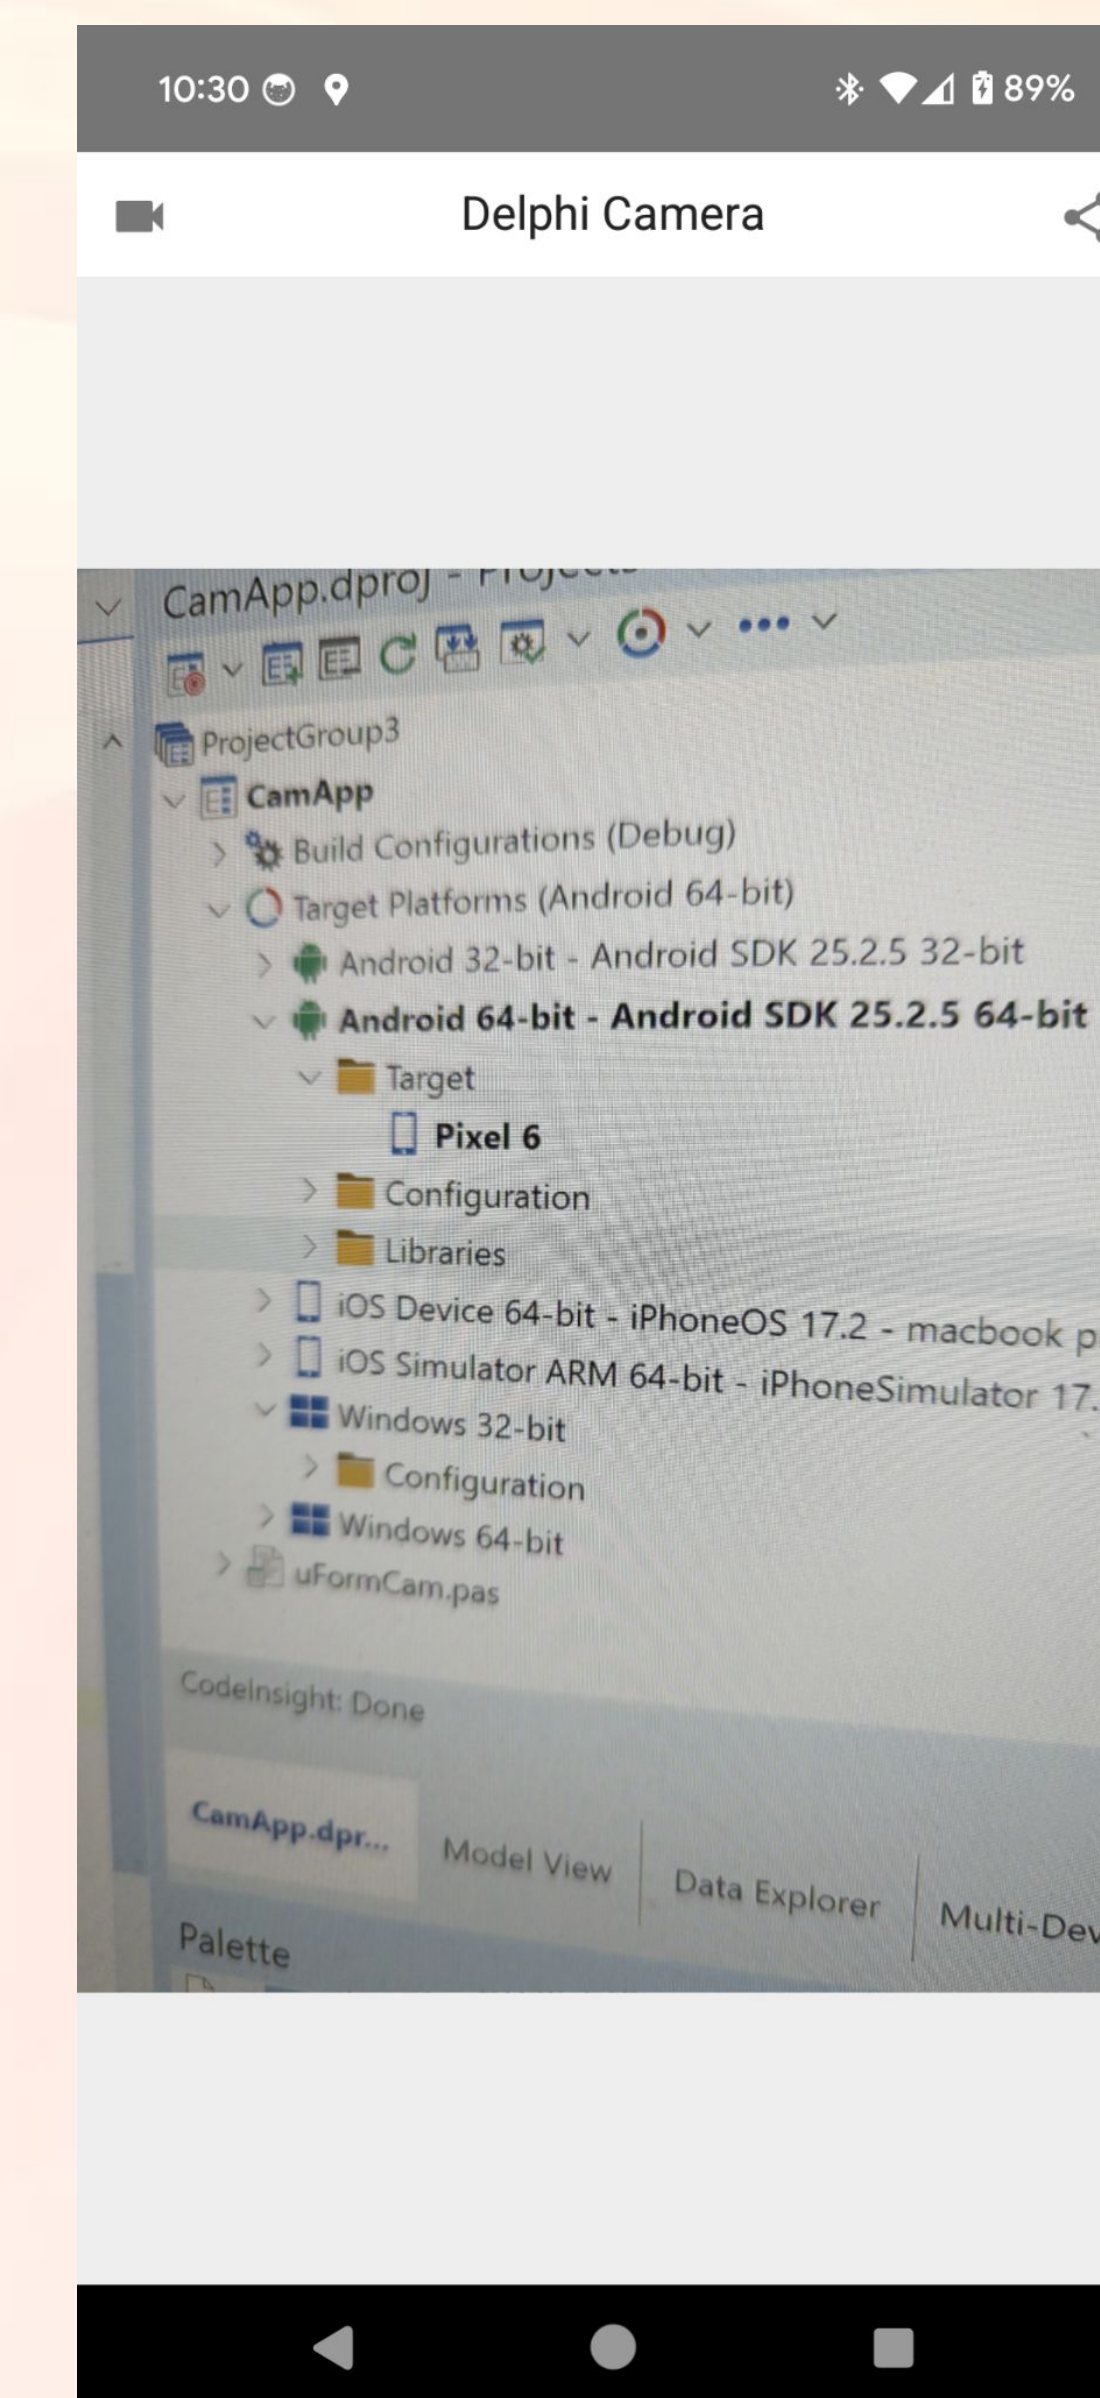 10:30
89%
Delphi Camera
CamApp.dproj -
ProjectGroup3
CamApp
Build Configurations (Debug)
Target Platforms (Android 64-bit)
Android 32-bit - Android SDK 25.2.5 32-bit
Android 64-bit - Android SDK 25.2.5 64-bit
Target
Pixel 6
Configuration
Libraries
iOS Device 64-bit - iPhoneOS 17.2 - macbook p
iOS Simulator ARM 64-bit - iPhoneSimulator 17.
Windows 32-bit
Configuration
Windows 64-bit
uFormCam.pas
CodeInsight: Done
CamApp.dpr...
Model View
Data Explorer
Multi-Dev
Palette